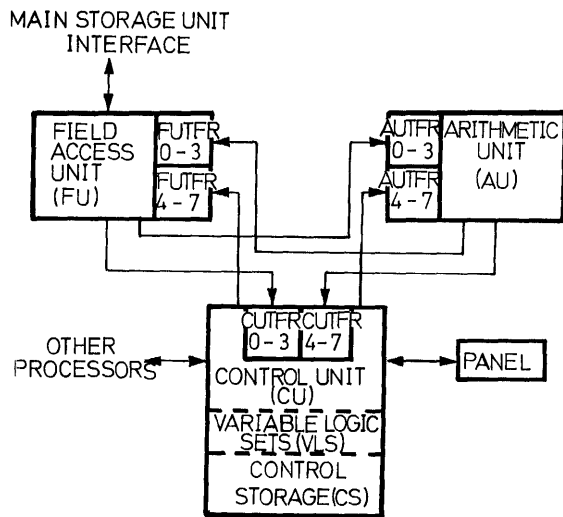 MAIN STORAGE UNIT
INTERFACE
FIELD
ACCESS
UNIT
(FU)
FUTFR
0-3
FUTFR
4-7
AUTFR
0-3
AUTFR
4-7
ARITHMETIC
UNIT
(AU)
CUTFR
0-3
CUTFR
4-7
OTHER
PROCESSORS
CONTROL UNIT
(CU)
PANEL
VARIABLE LOGIC
SETS(VLS)
CONTROL
STORAGE(CS)